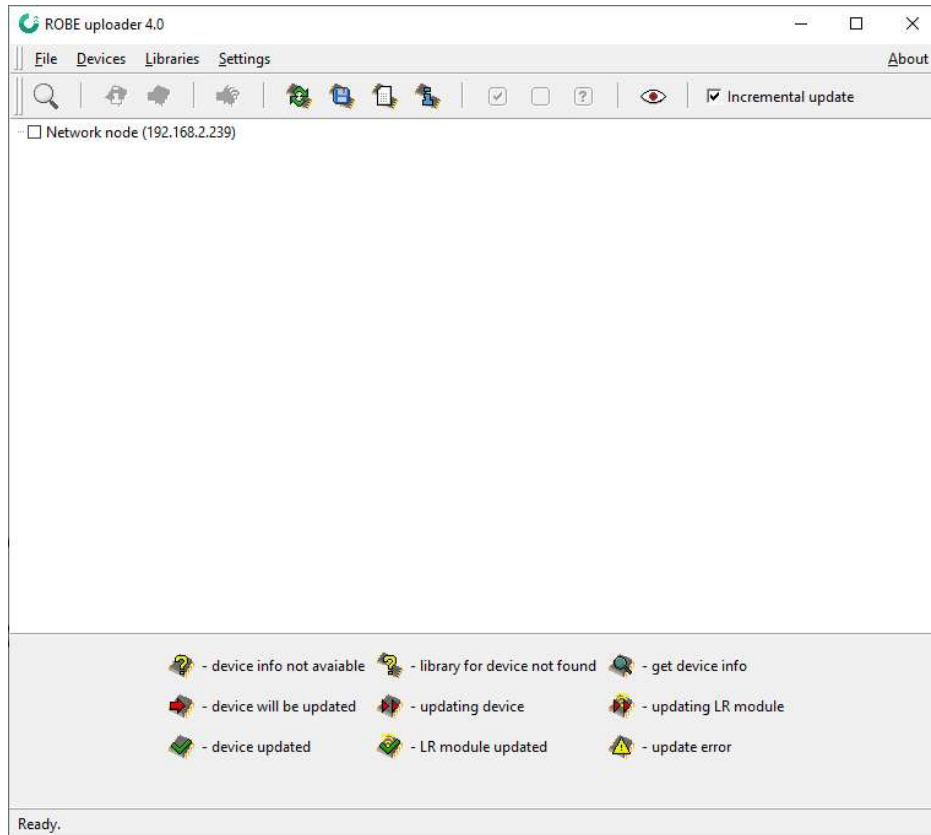 ROBE uploader 4.0
File Devices Libraries Settings About
Incremental update
Network node (192.168.2.239)
- device info not avaiable - library for device not found - get device info
- device will be updated - updating device - updating LR module
- device updated - LR module updated - update error
Ready.